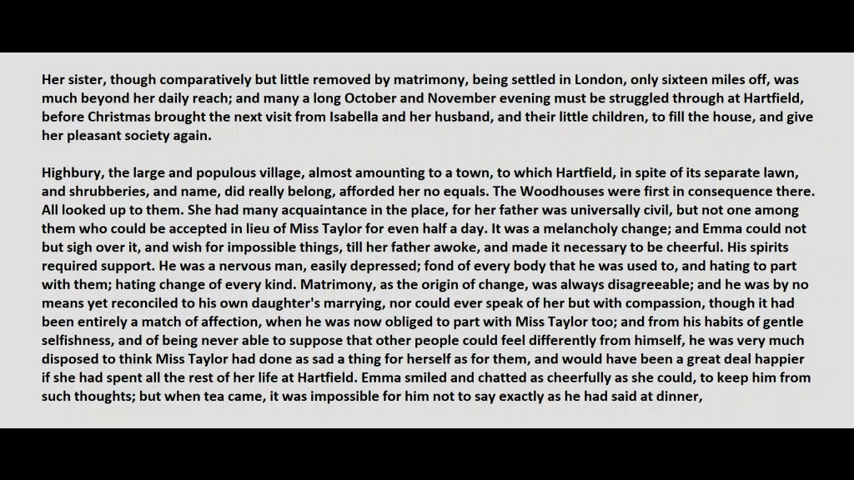 Her sister, though comparatively but little removed by matrimony, being settled in London, only sixteen miles off, was
much beyond her daily reach; and many a long October and November evening must be struggled through at Hartfield,
before Christmas brought the next visit from Isabella and her husband, and their little children, to fill the house, and give
her pleasant society again.
Highbury, the large and populous village, almost amounting to a town, to which Hartfield, in spite of its separate lawn,
and shrubberies, and name, did really belong, afforded her no equals. The Woodhouses were first in consequence there.
All looked up to them. She had many acquaintance in the place, for her father was universally civil, but not one among
them who could be accepted in lieu of Miss Taylor for even half a day. It was a melancholy change; and Emma could not
but sigh over it, and wish for impossible things, till her father awoke, and made it necessary to be cheerful. His spirits
required support. He was a nervous man, easily depressed; fond of every body that he was used to, and hating to part
with them; hating change of every kind. Matrimony, as the origin of change, was always disagreeable; and he was by no
means yet reconciled to his own daughter's marrying, nor could ever speak of her but with compassion, though it had
been entirely a match of affection, when he was now obliged to part with Miss Taylor too; and from his habits of gentle
selfishness, and of being never able to suppose that other people could feel differently from himself, he was very much
disposed to think Miss Taylor had done as sad a thing for herself as for them, and would have been a great deal happier
if she had spent all the rest of her life at Hartfield. Emma smiled and chatted as cheerfully as she could, to keep him from
such thoughts; but when tea came, it was impossible for him not to say exactly as he had said at dinner,